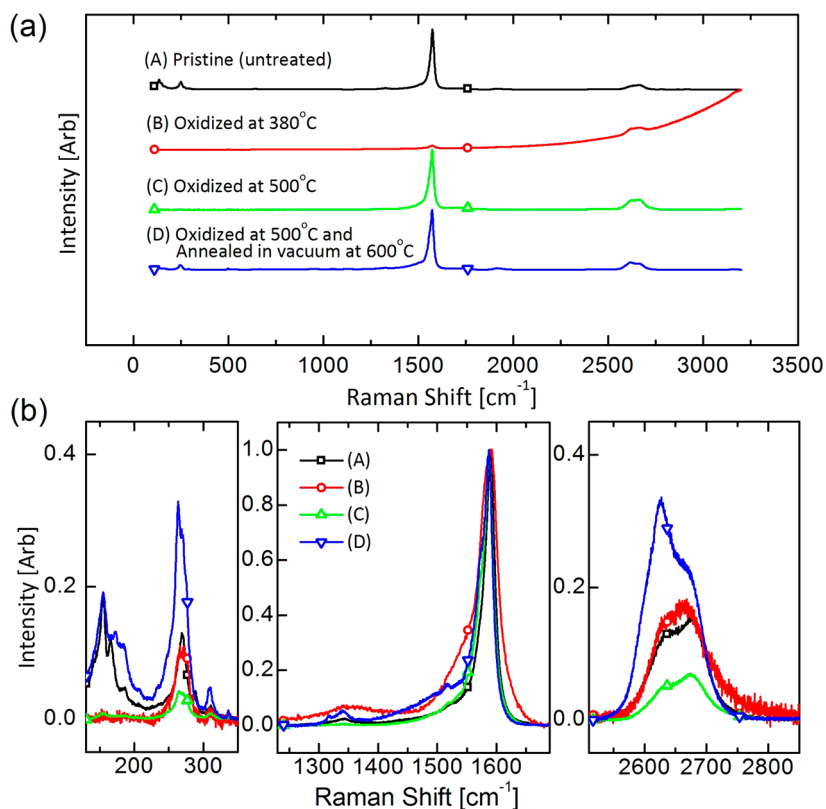 (a)
(A) Pristine (untreated)
(B) Oxidized at 380°C
(C) Oxidized at 500°C
(D) Oxidized at 500°C and
Annealed in vacuum at 600°C
Intensity [Arb]
0 500 1000 1500 2000 2500 3000 3500
Raman Shift [cm⁻¹]
(b)
0.4 1.0 0.4
(A)
0.8
(B)
0.6
(C)
0.2 0.2
(D)
0.4
0.2
0.0 0.0 0.0
Intensity [Arb]
200 300 1300 1400 1500 1600 2600 2700 2800
Raman Shift [cm⁻¹]